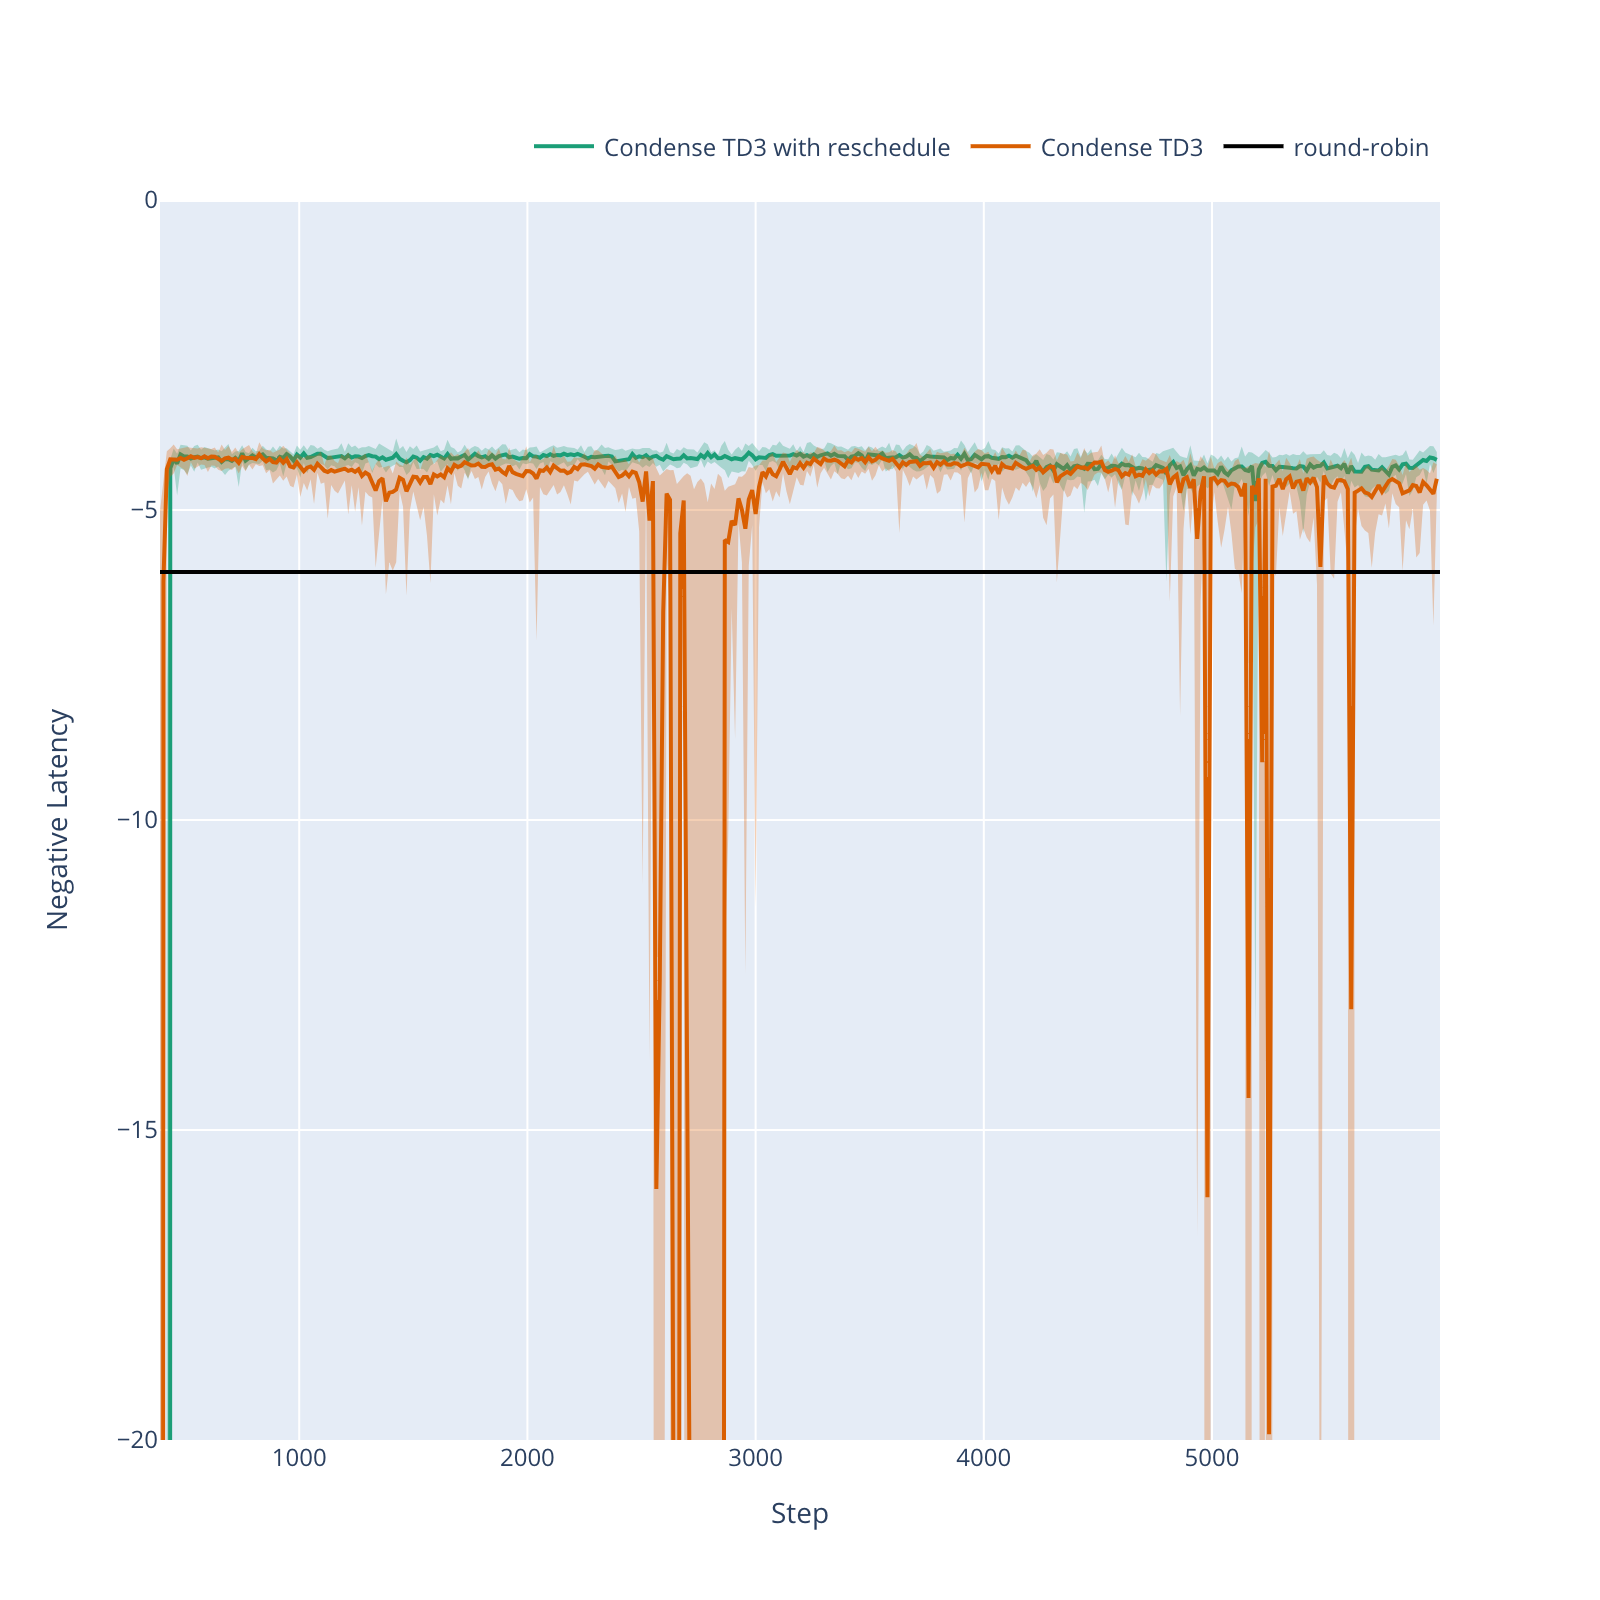 Condense TD3 with reschedule Condense TD3 round-robin
0
−5
−10
−15
−20
Negative Latency
1000 2000 3000 4000 5000
Step